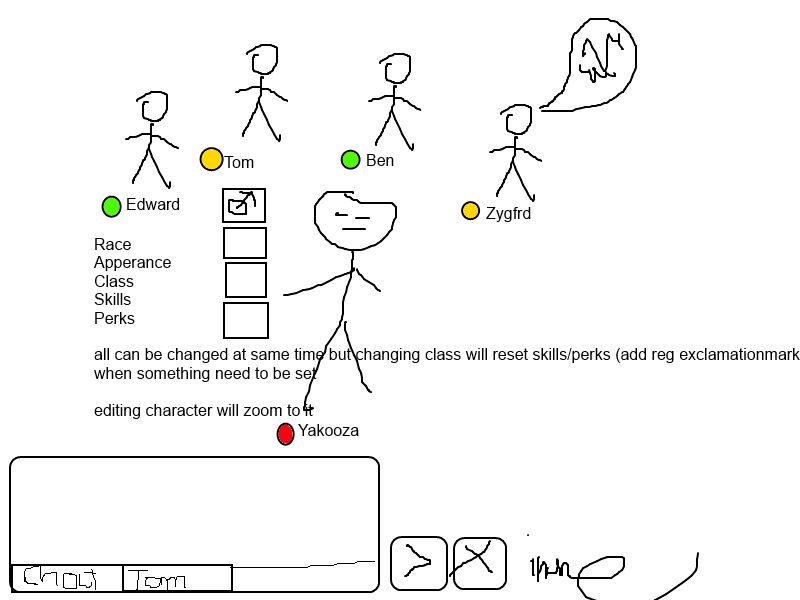 Tom
Ben
Edward
Zygfrd
Race
Apperance
Class
Skills
Perks
all can be changed at same time but changing class will reset skills/perks (add reg exclamationmark
when something need to be set
editing character will zoom to it
Yakooza
Tom